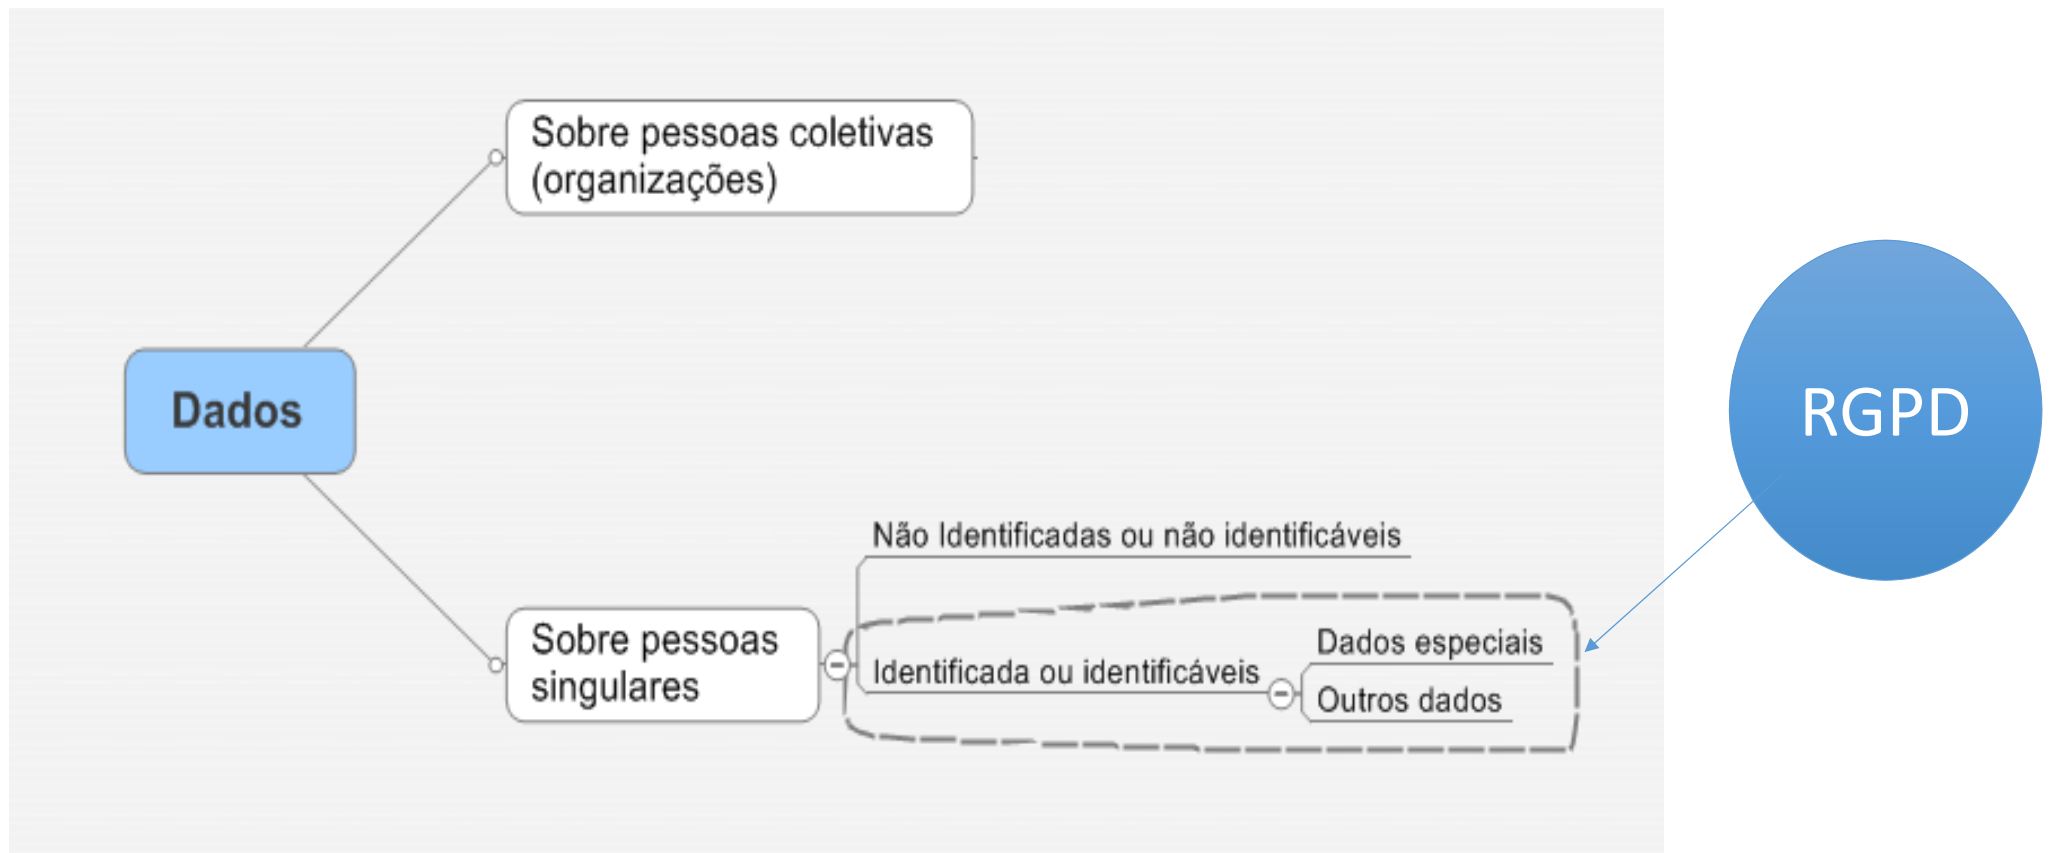 Sobre pessoas coletivas
(organizações)
Dados
RGPD
Não Identificadas ou não identificáveis
Sobre pessoas
singulares
Identificada ou identificáveis
Dados especiais
Outros dados